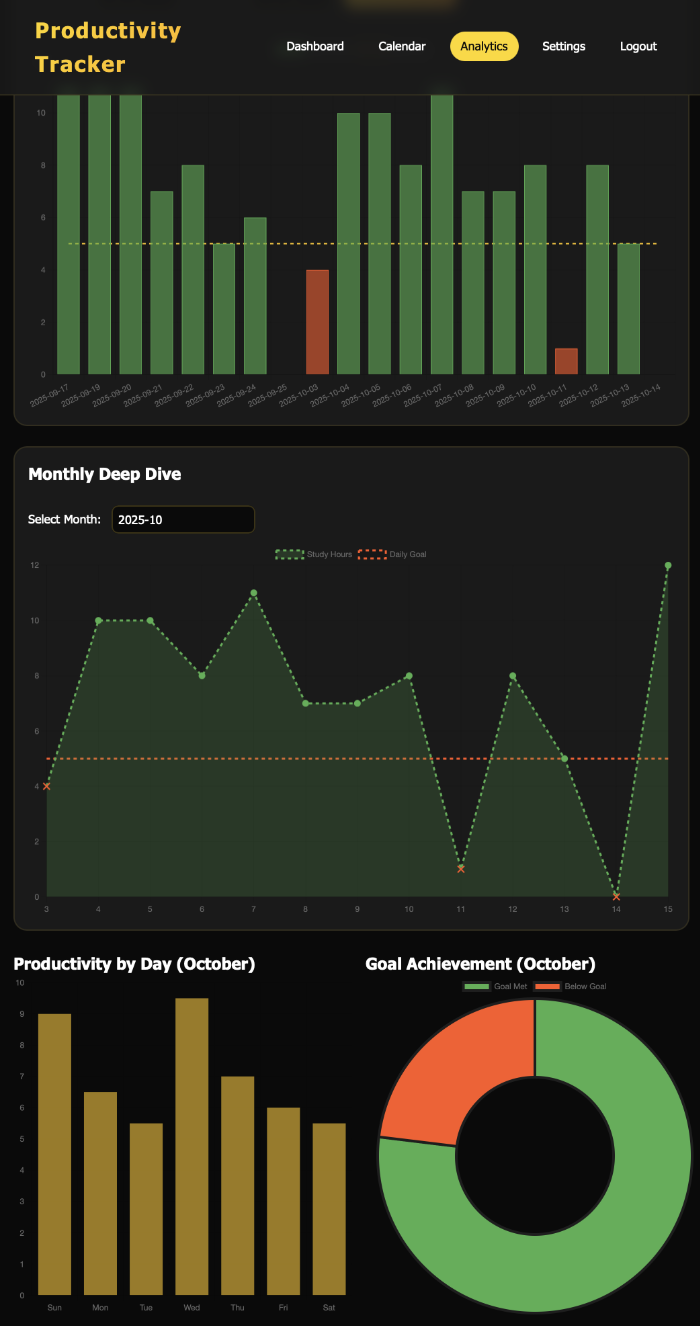 Productivity
Tracker
Dashboard Calendar Analytics Settings Logout
10
8
6
4
2
0
2025-09-17 2025-09-19 2025-09-20 2025-09-21 2025-09-22 2025-09-23 2025-09-24 2025-09-25 2025-10-03 2025-10-04 2025-10-05 2025-10-06 2025-10-07 2025-10-08 2025-10-09 2025-10-10 2025-10-11 2025-10-12 2025-10-13 2025-10-14
Monthly Deep Dive
Select Month: 2025-10
Study Hours Daily Goal
12
10
8
6
4
2
0
3 4 5 6 7 8 9 10 11 12 13 14 15
Productivity by Day (October)
10
9
8
7
6
5
4
3
2
1
0
Sun Mon Tue Wed Thu Fri Sat
Goal Achievement (October)
Goal Met Below Goal